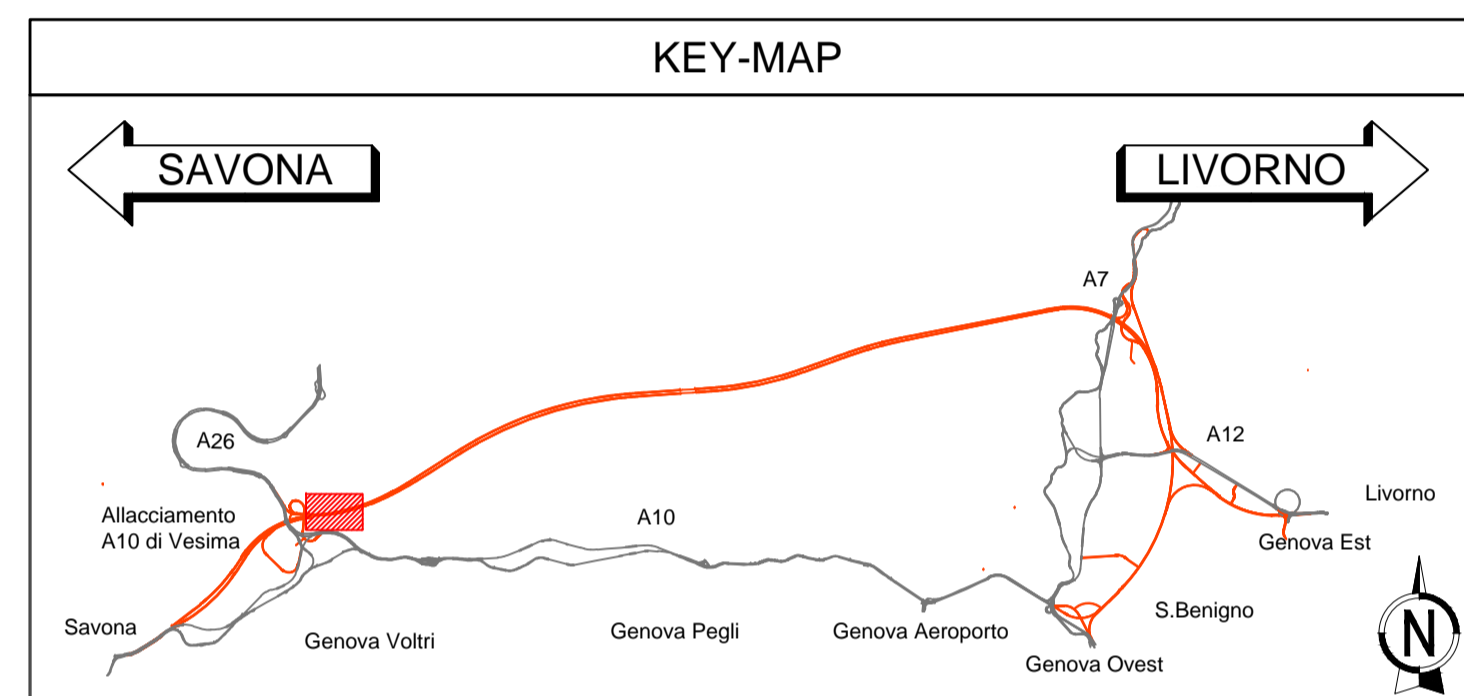 KEY-MAP
SAVONA
LIVORNO
A7
A26
A12
Allacciamento
A10 di Vesima
A10
Livorno
Genova Est
Savona
Genova Voltri
Genova Pegli
Genova Aeroporto
S.Benigno
Genova Ovest
N